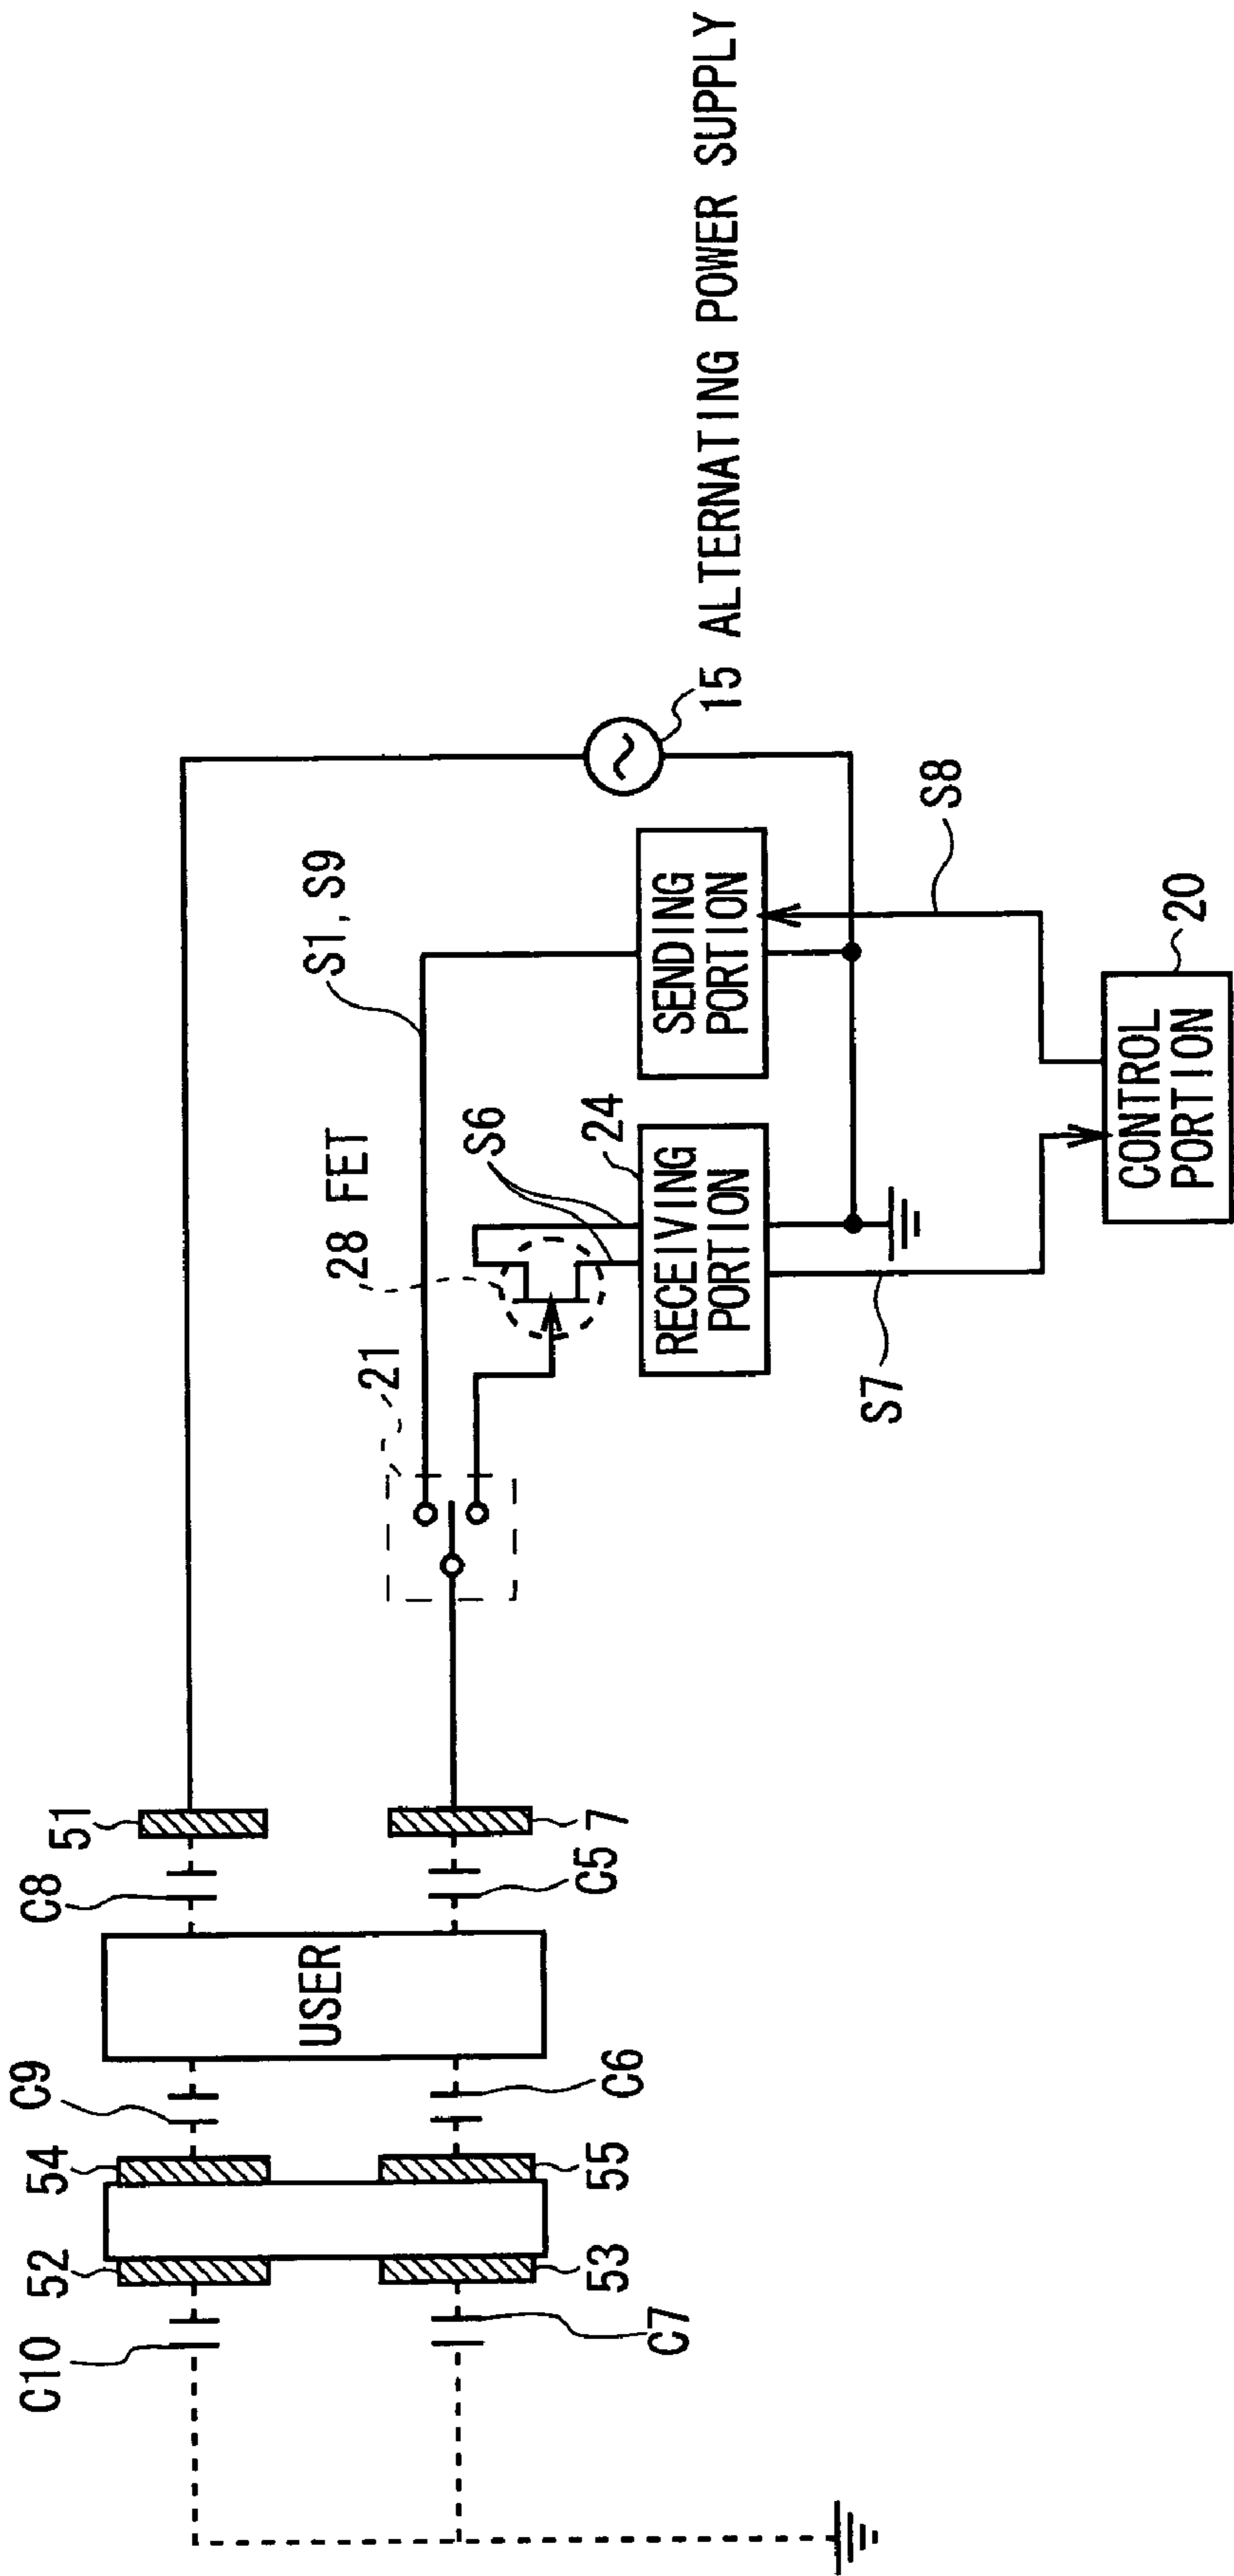 C10
52
54
C9
C8
51
USER
C7
53
55
C6
C5
7
21
28 FET
S6
24
S1, S9
RECEIVING
PORTION
SENDING
PORTION
15 ALTERNATING POWER SUPPLY
S7
S8
CONTROL
PORTION
20